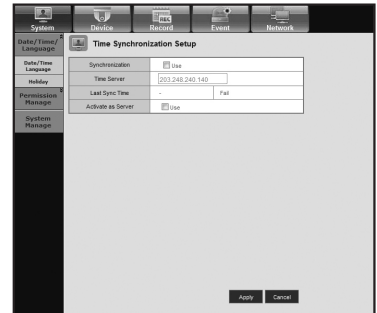 System Device Record Event Network
REC
Date/Time/
Language
Date/Time
Language
Holiday
Permission
Manage
System
Manage
Time Synchronization Setup
Synchronization Use
Time Server 203.248.240.140
Last Sync Time - Fail
Activate as Server Use
Apply Cancel